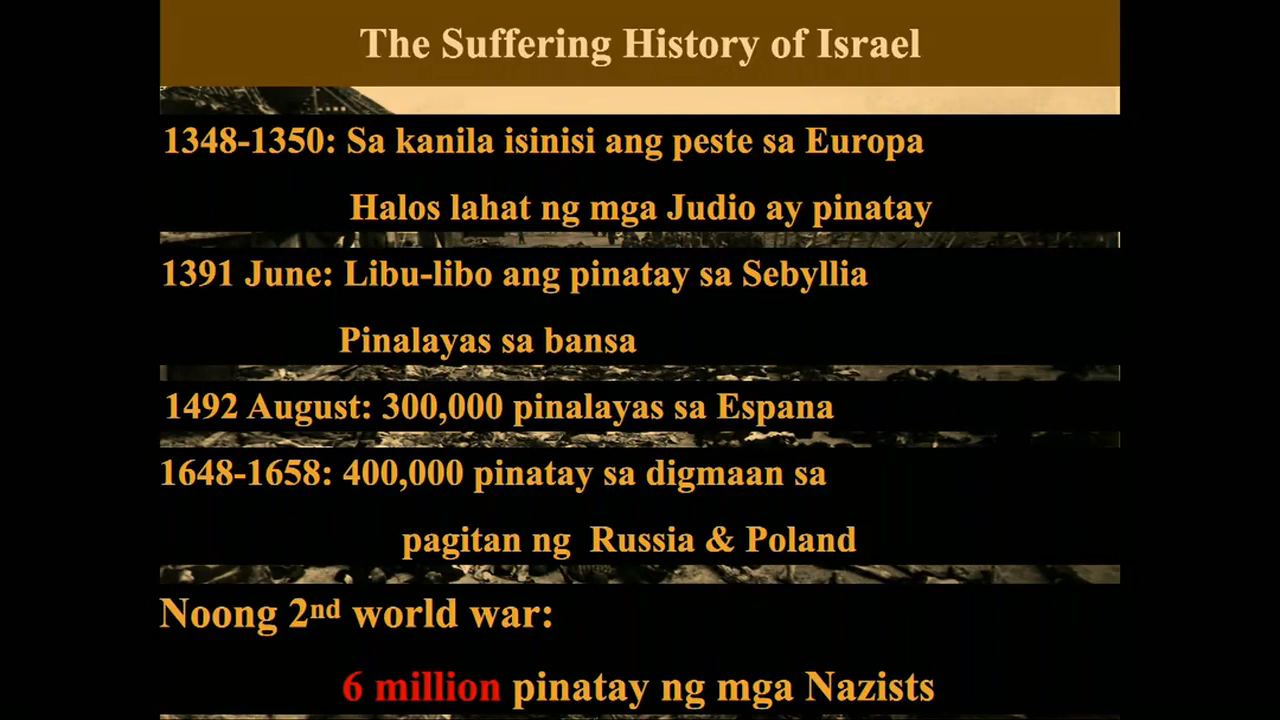 The Suffering History of Israel
1348-1350: Sa kanila isinisi ang peste sa Europa
Halos lahat ng mga Judio ay pinatay
1391 June: Libu-libo ang pinatay sa Sebyllia
Pinalayas sa bansa
1492 August: 300,000 pinalayas sa Espana
1648-1658: 400,000 pinatay sa digmaan sa
pagitan ng Russia & Poland
Noong 2nd world war:
6 million pinatay ng mga Nazists